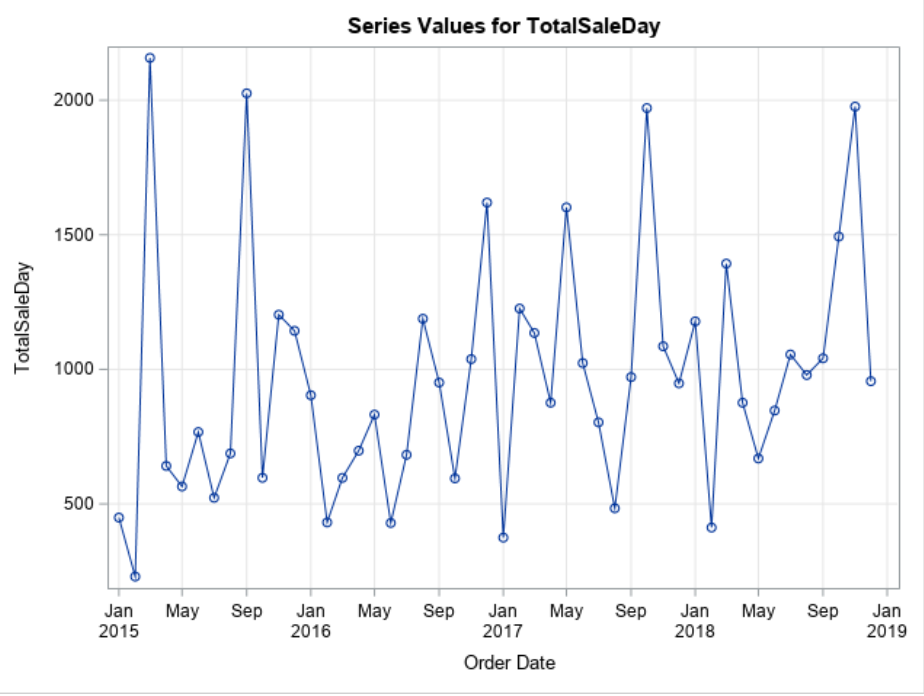 Series Values for TotalSaleDay
2000
1500
1000
500
TotalSaleDay
Jan May Sep Jan May Sep Jan May Sep Jan May Sep Jan
2015 2016 2017 2018 2019
Order Date